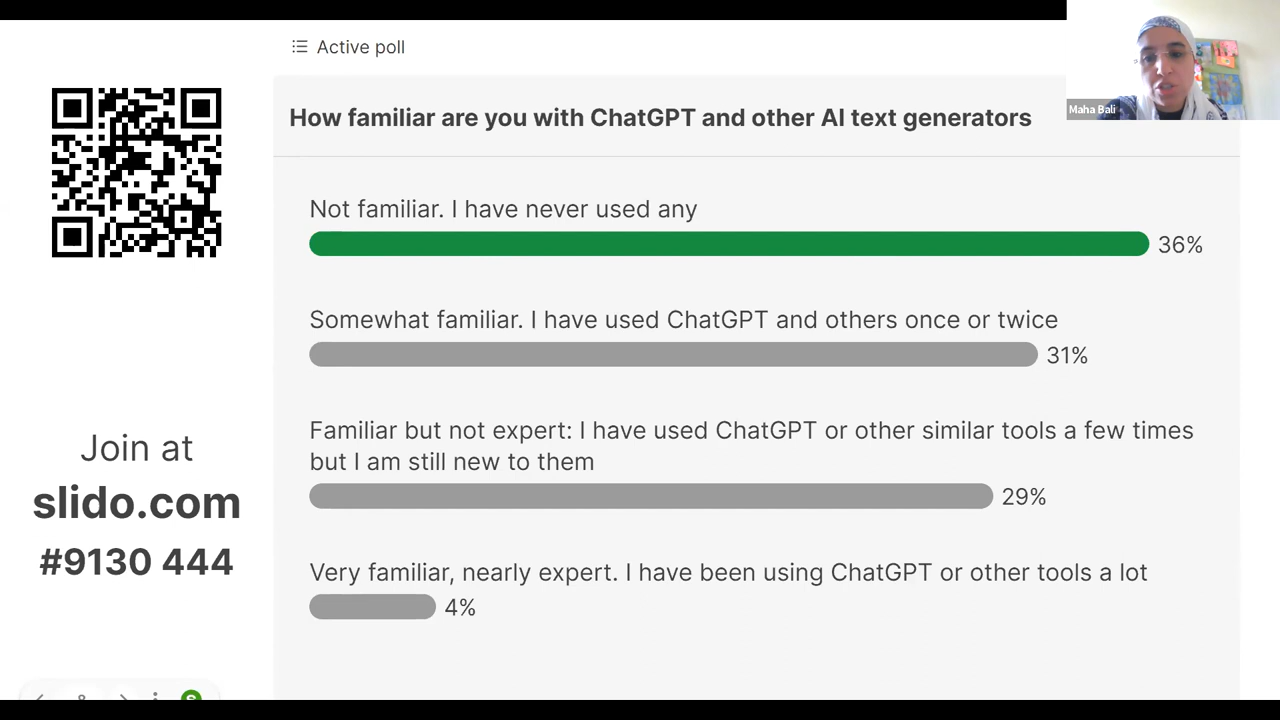 Active poll
Maha Bali
How familiar are you with ChatGPT and other AI text generators
Not familiar. I have never used any
36%
Somewhat familiar. I have used ChatGPT and others once or twice
31%
Familiar but not expert: I have used ChatGPT or other similar tools a few times
but I am still new to them
29%
Very familiar, nearly expert. I have been using ChatGPT or other tools a lot
4%
Join at
slido.com
#9130 444